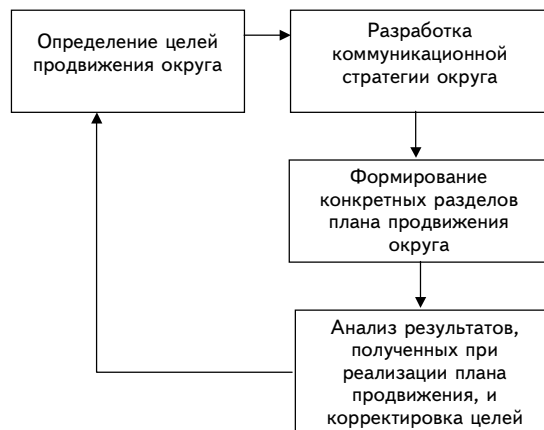 Определение целей
продвижения округа
Разработка
коммуникационной
стратегии округа
Формирование
конкретных разделов
плана продвижения
округа
Анализ результатов,
полученных при
реализации плана
продвижения, и
корректировка целей